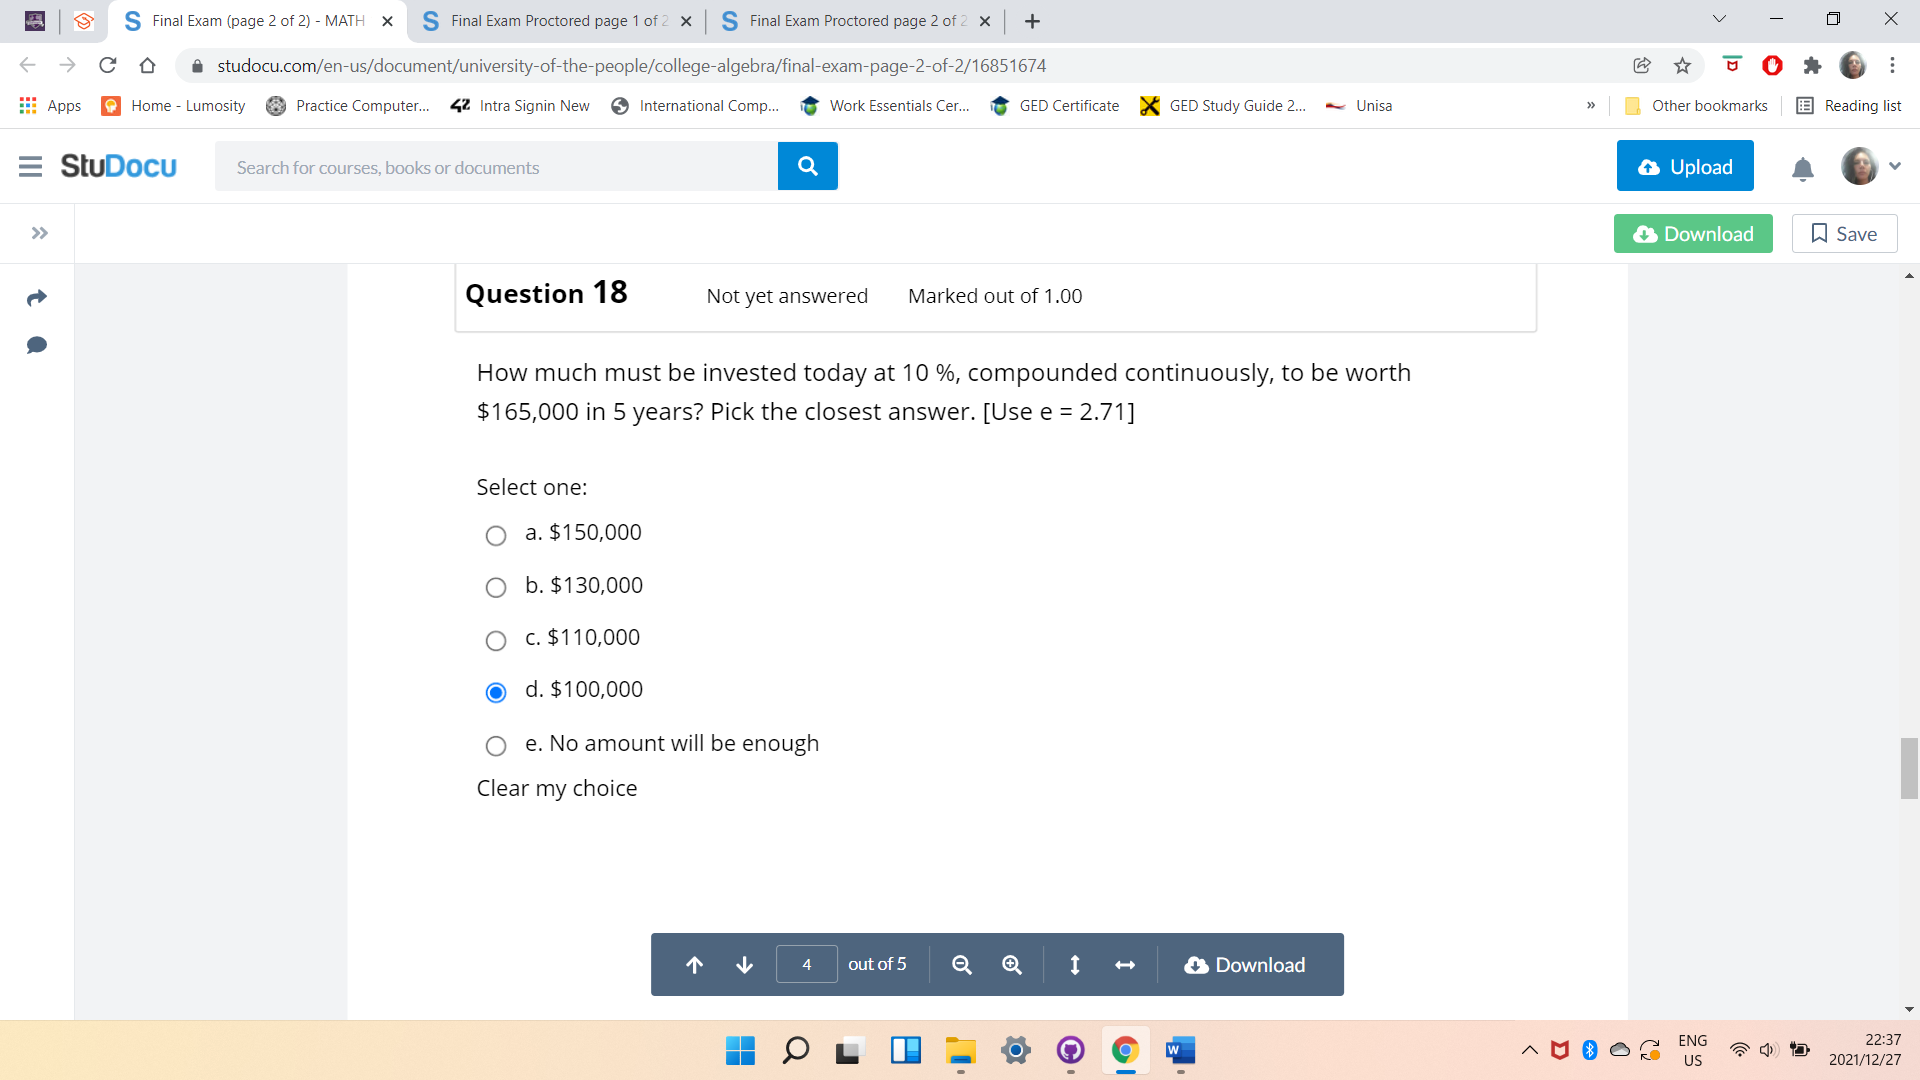 Final Exam (page 2 of 2) - MATH
Final Exam Proctored page 1 of 2
Final Exam Proctored page 2 of 2
studocu.com/en-us/document/university-of-the-people/college-algebra/final-exam-page-2-of-2/16851674
Apps
Home - Lumosity
Practice Computer...
Intra Signin New
International Comp...
Work Essentials Cer...
GED Certificate
GED Study Guide 2...
Unisa
»
Other bookmarks
Reading list
StuDocu
Search for courses, books or documents
Upload
Download
Save
Question 18 Not yet answered Marked out of 1.00
How much must be invested today at 10 %, compounded continuously, to be worth
$165,000 in 5 years? Pick the closest answer. [Use e = 2.71]
Select one:
a. $150,000
b. $130,000
c. $110,000
d. $100,000
e. No amount will be enough
Clear my choice
4 out of 5
Download
ENG
US
22:37
2021/12/27